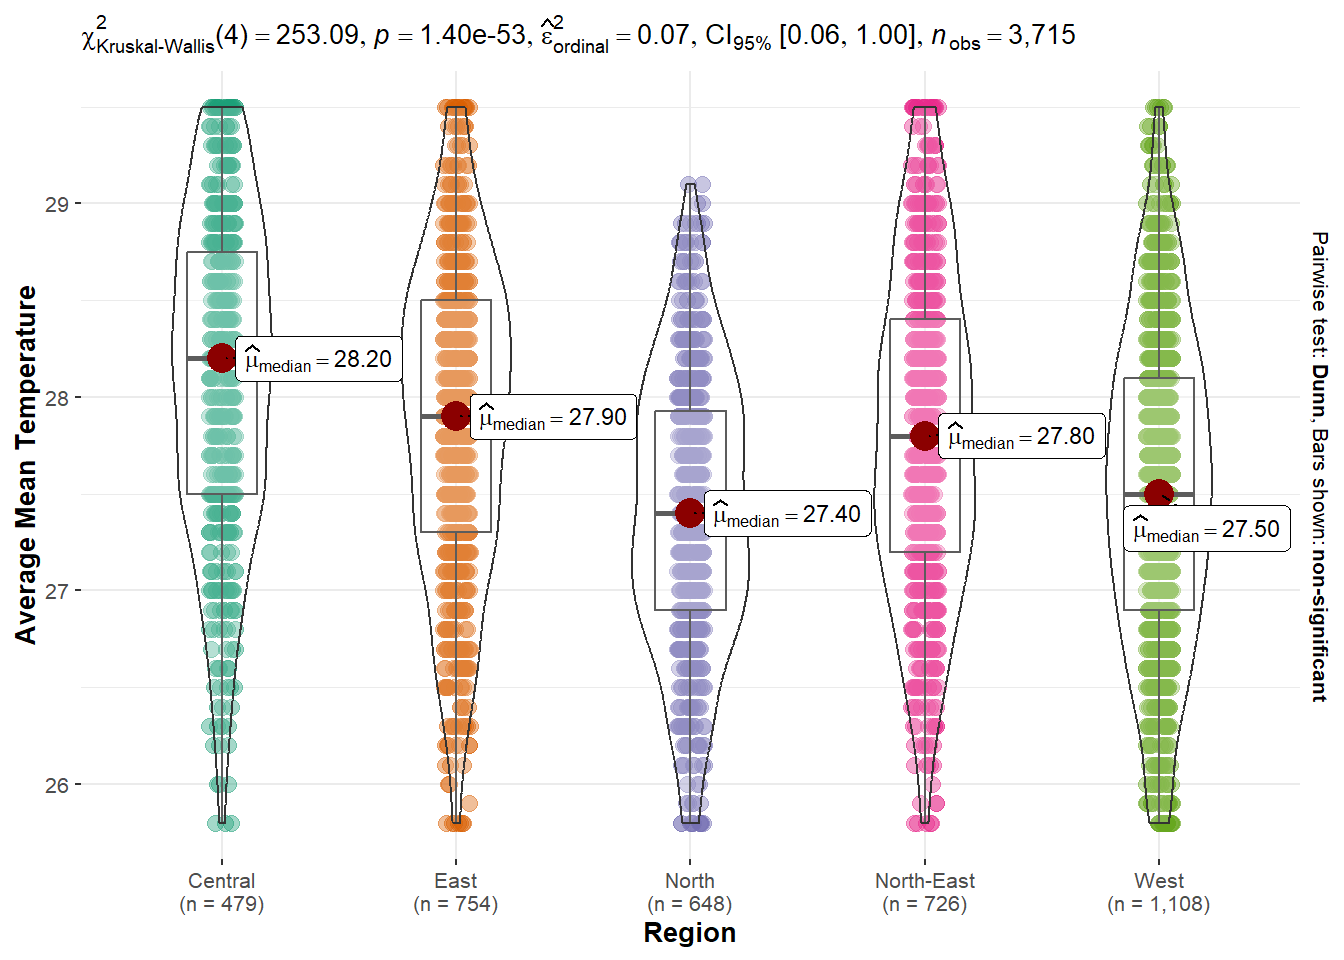 χ²Kruskal-Wallis(4) = 253.09, p = 1.40e-53, ε̂²ordinal = 0.07, CI95% [0.06, 1.00], nobs = 3,715
Average Mean Temperature
29
28
27
26
μ̂median = 28.20
μ̂median = 27.90
μ̂median = 27.40
μ̂median = 27.80
μ̂median = 27.50
Pairwise test: Dunn, Bars shown: non-significant
Central
(n = 479)
East
(n = 754)
North
(n = 648)
North-East
(n = 726)
West
(n = 1,108)
Region